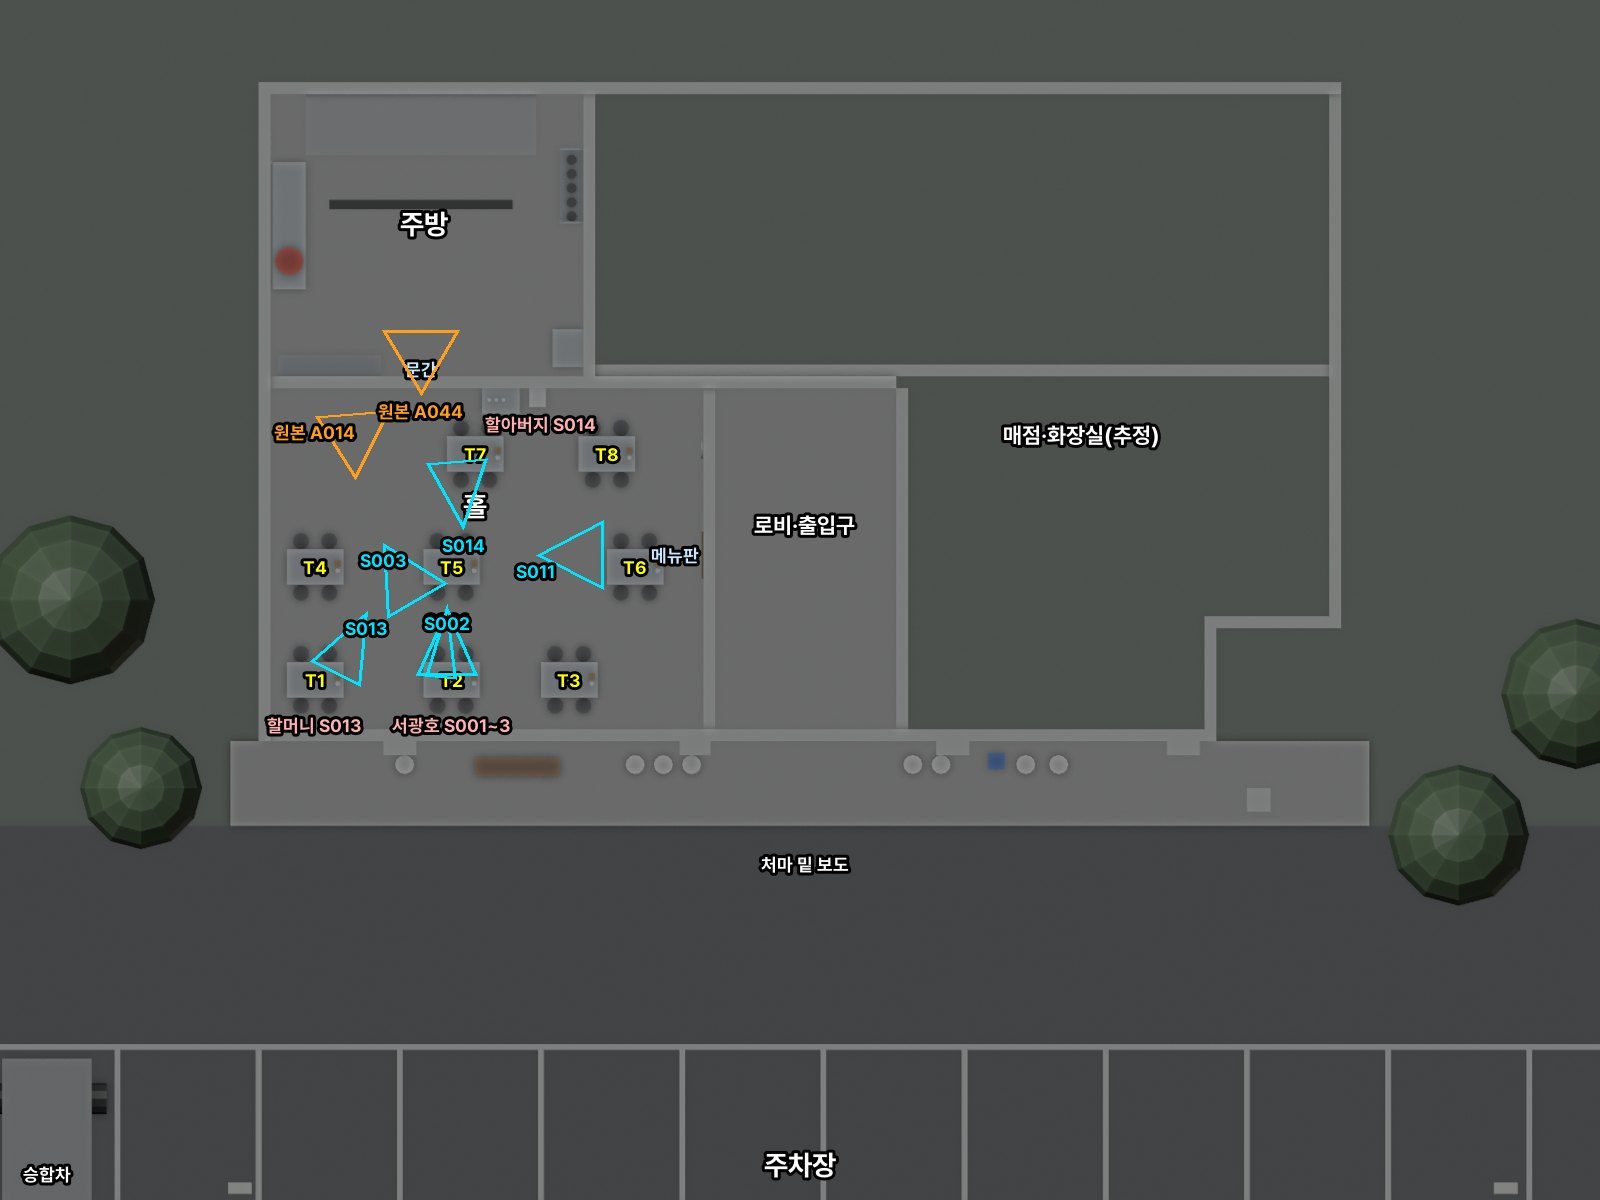 주방
문간
원본 A044
원본 A014
할아버지 S014
T7
T8
매점·화장실(추정)
홀
로비·출입구
S014
S003
T4
T5
S011
T6
메뉴판
S013
S002
T1
T2
T3
할머니 S013
서광호 S001~3
처마 밑 보도
주차장
승합차